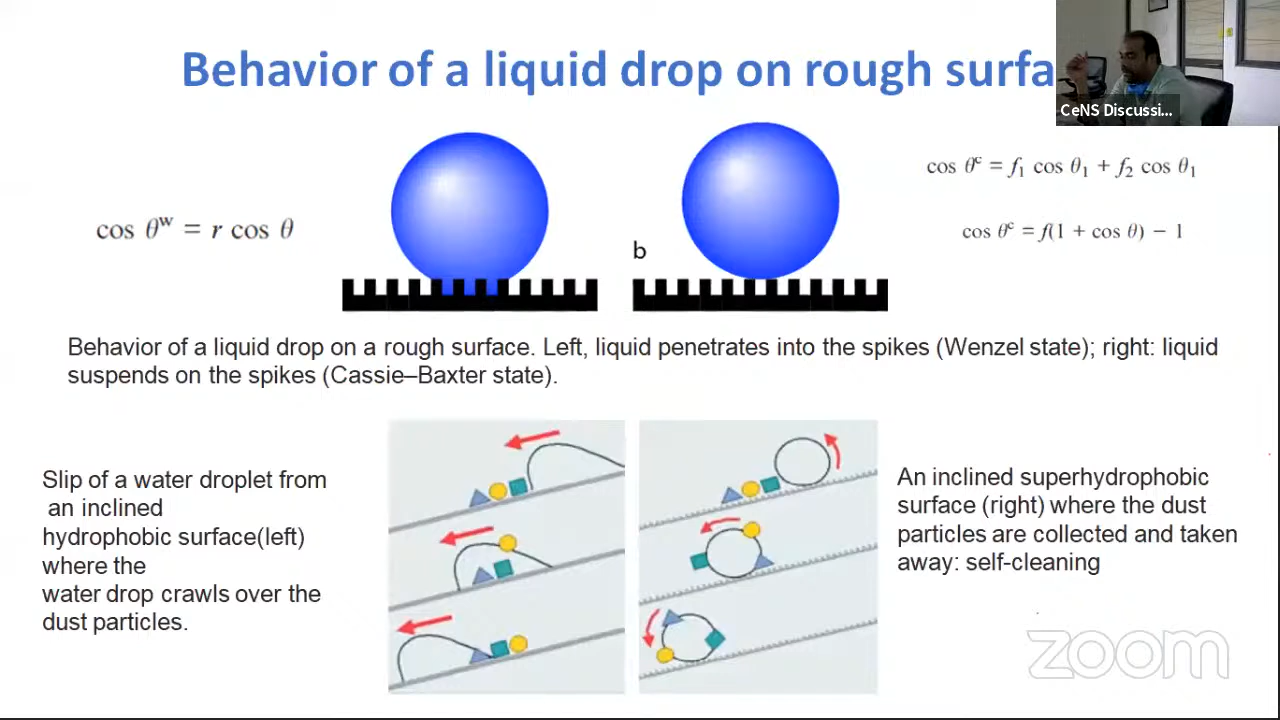 Behavior of a liquid drop on rough surfa
CeNS Discussi...
cos θᶜ = f₁ cos θ₁ + f₂ cos θ₁
cos θʷ = r cos θ
cos θᶜ = f(1 + cos θ) − 1
b
Behavior of a liquid drop on a rough surface. Left, liquid penetrates into the spikes (Wenzel state); right: liquid
suspends on the spikes (Cassie–Baxter state).
Slip of a water droplet from
an inclined
hydrophobic surface(left)
where the
water drop crawls over the
dust particles.
An inclined superhydrophobic
surface (right) where the dust
particles are collected and taken
away: self-cleaning
zoom